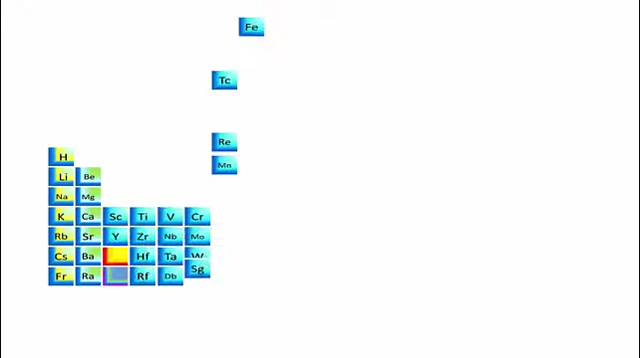 Fe
Tc
Re
Mn
H
Li Be
Na Mg
K Ca Sc Ti V Cr
Rb Sr Y Zr Nb Mo
Cs Ba Hf Ta W
Fr Ra Rf Db Sg